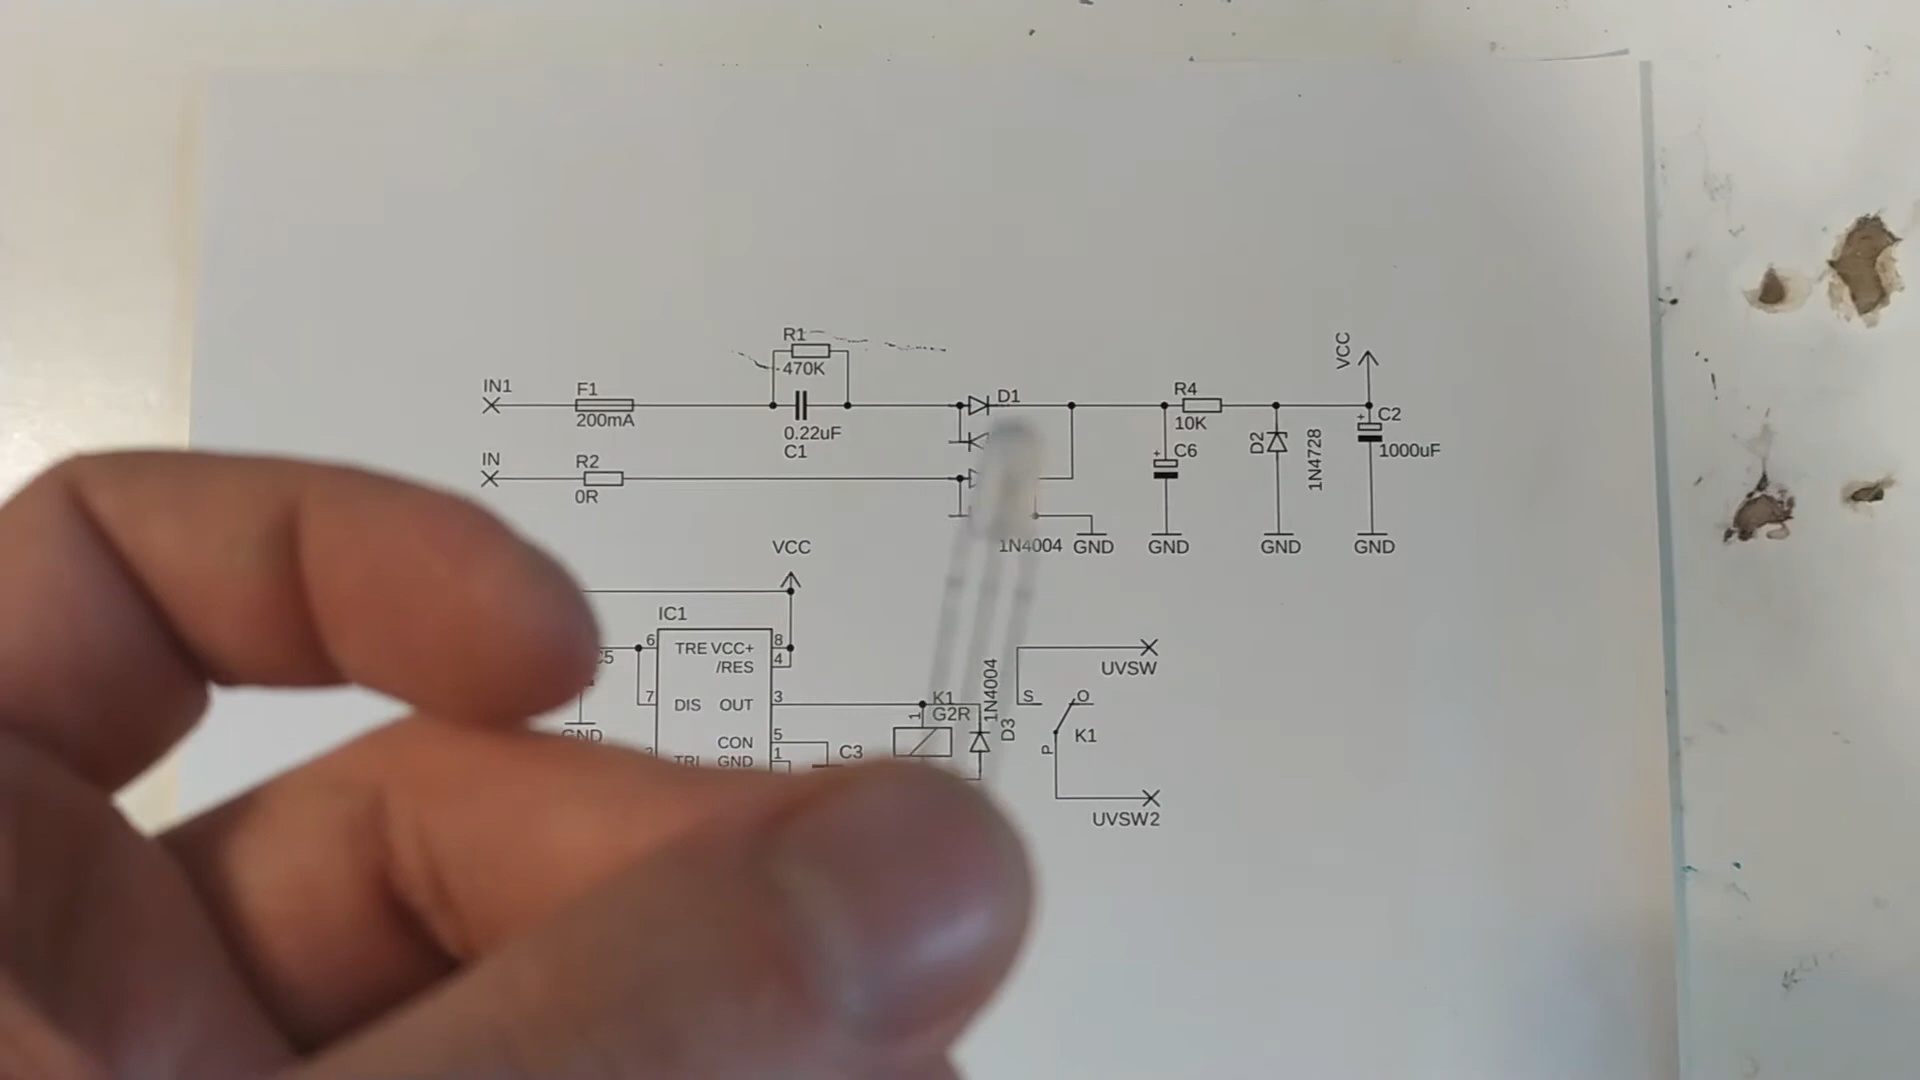 R1
470K
IN1
F1
200mA
0.22uF
C1
D1
R4
10K
VCC
C2
1000uF
C6
D2
1N4728
IN
R2
0R
1N4004
GND
GND
GND
GND
VCC
IC1
6
TRE VCC+
8
/RES
4
7
DIS OUT
3
CON
5
GND
1
C3
GND
K1
G2R
1
1N4004
D3
S
O
P
K1
UVSW
UVSW2